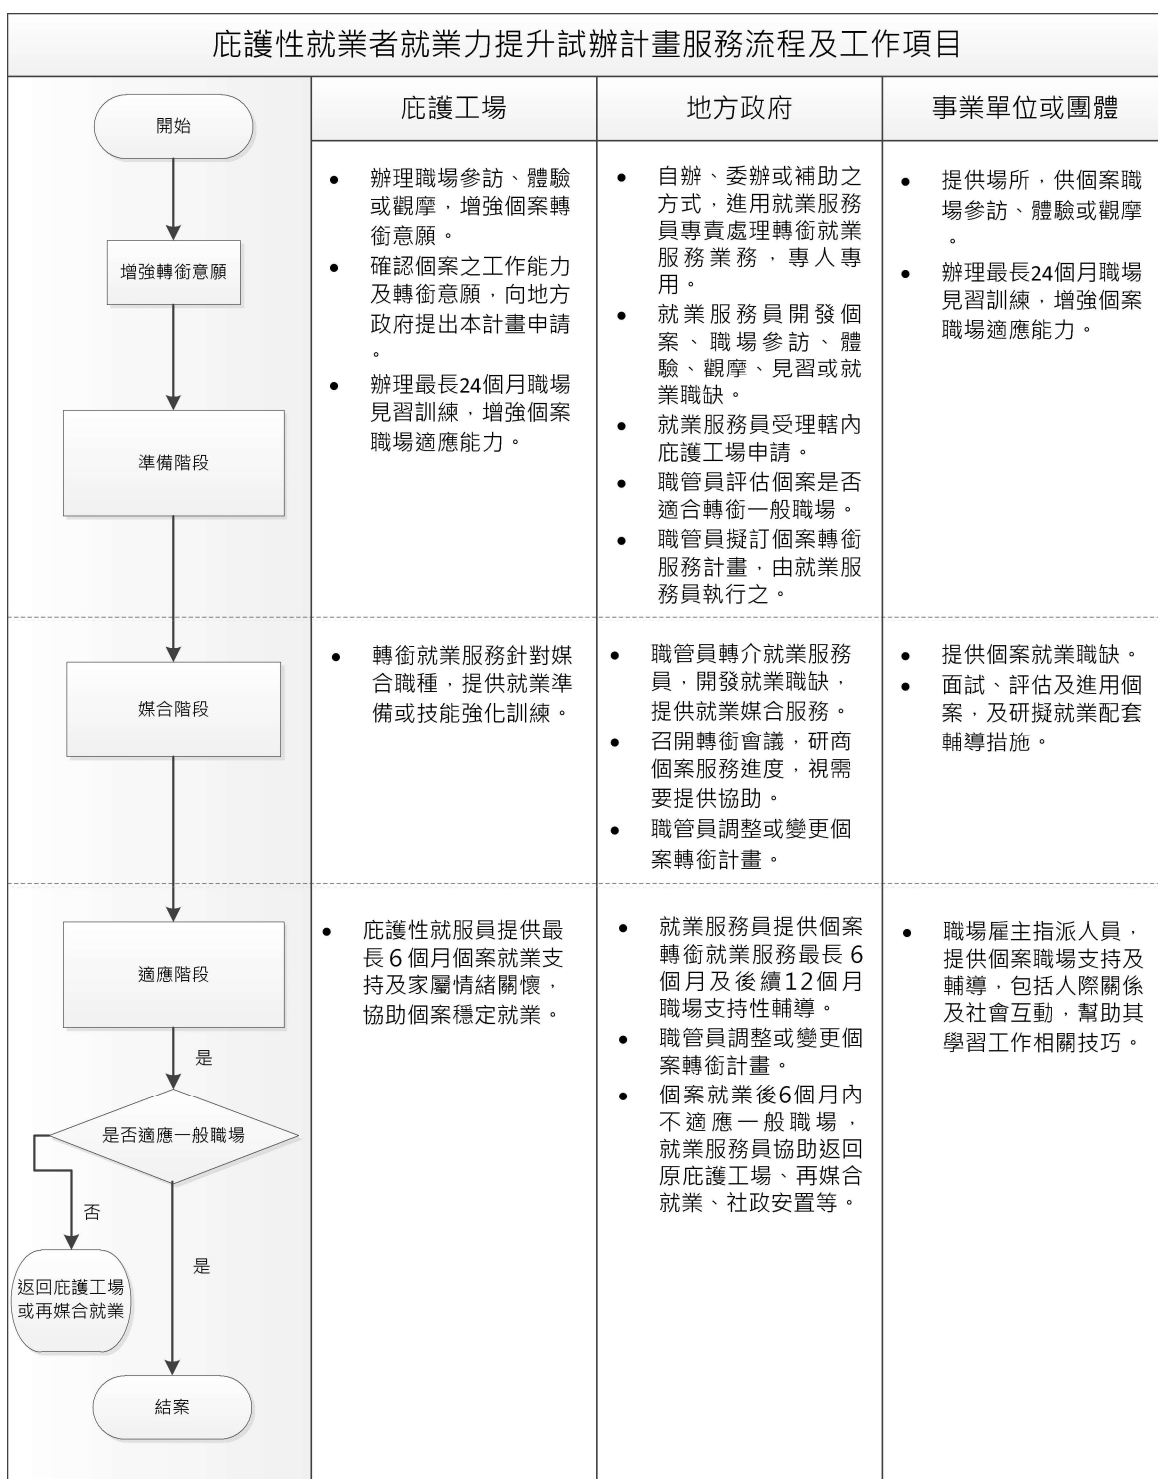 庇護性就業者就業力提升試辦計畫服務流程及工作項目
庇護工場
地方政府
事業單位或團體
開始
增強轉銜意願
準備階段
● 辦理職場參訪、體驗
或觀摩，增強個案轉
銜意願。
● 確認個案之工作能力
及轉銜意願，向地方
政府提出本計畫申請
。
● 辦理最長24個月職場
見習訓練，增強個案
職場適應能力。
● 自辦、委辦或補助之
方式，進用就業服務
員專責處理轉銜就業
服務業務，專人專
用。
● 就業服務員開發個
案、職場參訪、體
驗、觀摩、見習或就
業職缺。
● 就業服務員受理轄內
庇護工場申請。
● 職管員評估個案是否
適合轉銜一般職場。
● 職管員擬訂個案轉銜
服務計畫，由就業服
務員執行之。
● 提供場所，供個案職
場參訪、體驗或觀摩
。
● 辦理最長24個月職場
見習訓練，增強個案
職場適應能力。
媒合階段
● 轉銜就業服務針對媒
合職種，提供就業準
備或技能強化訓練。
● 職管員轉介就業服務
員，開發就業職缺，
提供就業媒合服務。
● 召開轉銜會議，研商
個案服務進度，視需
要提供協助。
● 職管員調整或變更個
案轉銜計畫。
● 提供個案就業職缺。
● 面試、評估及進用個
案，及研擬就業配套
輔導措施。
適應階段
是
是否適應一般職場
否
是
返回庇護工場
或再媒合就業
結案
● 庇護性就服員提供最
長６個月個案就業支
持及家屬情緒關懷，
協助個案穩定就業。
● 就業服務員提供個案
轉銜就業服務最長 6
個月及後續12個月
職場支持性輔導。
● 職管員調整或變更個
案轉銜計畫。
● 個案就業後6個月內
不適應一般職場，
就業服務員協助返回
原庇護工場、再媒合
就業、社政安置等。
● 職場雇主指派人員，
提供個案職場支持及
輔導，包括人際關係
及社會互動，幫助其
學習工作相關技巧。